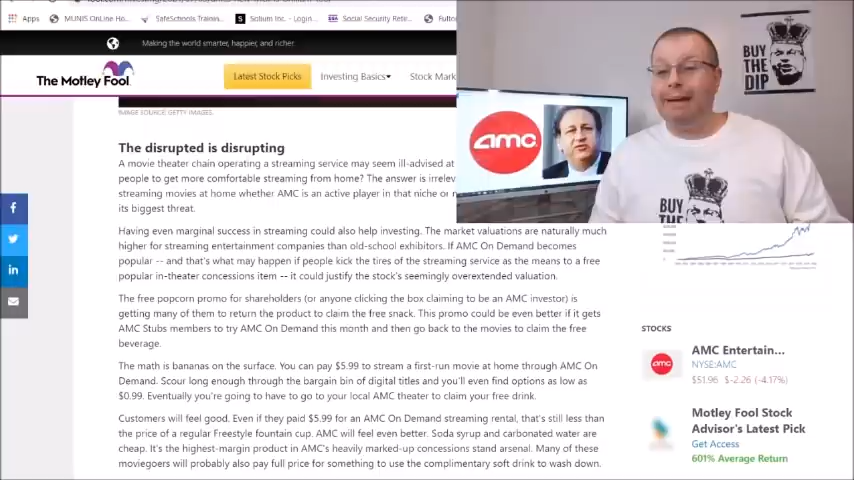 Apps
MUNIS OnLine Ho...
SafeSchools Trainin...
Solium Inc. - Login...
SSA
Social Security Retir...
Fulto
Making the world smarter, happier, and richer.
The Motley Fool
Latest Stock Picks
Investing Basics
Stock Mark
IMAGE SOURCE: GETTY IMAGES.
BUY
THE
DIP
amc
BUY
THE
The disrupted is disrupting
A movie theater chain operating a streaming service may seem ill-advised at
people to get more comfortable streaming from home? The answer is irrelev
streaming movies at home whether AMC is an active player in that niche or n
its biggest threat.
Having even marginal success in streaming could also help investing. The market valuations are naturally much
higher for streaming entertainment companies than old-school exhibitors. If AMC On Demand becomes
popular -- and that's what may happen if people kick the tires of the streaming service as the means to a free
popular in-theater concessions item -- it could justify the stock's seemingly overextended valuation.
The free popcorn promo for shareholders (or anyone clicking the box claiming to be an AMC investor) is
getting many of them to return the product to claim the free snack. This promo could be even better if it gets
AMC Stubs members to try AMC On Demand this month and then go back to the movies to claim the free
beverage.
The math is bananas on the surface. You can pay $5.99 to stream a first-run movie at home through AMC On
Demand. Scour long enough through the bargain bin of digital titles and you'll even find options as low as
$0.99. Eventually you're going to have to go to your local AMC theater to claim your free drink.
Customers will feel good. Even if they paid $5.99 for an AMC On Demand streaming rental, that's still less than
the price of a regular Freestyle fountain cup. AMC will feel even better. Soda syrup and carbonated water are
cheap. It's the highest-margin product in AMC's heavily marked-up concessions stand arsenal. Many of these
moviegoers will probably also pay full price for something to use the complimentary soft drink to wash down.
STOCKS
amc
AMC Entertain...
NYSE:AMC
$51.96 $-2.26 (-4.17%)
Motley Fool Stock
Advisor's Latest Pick
Get Access
601% Average Return